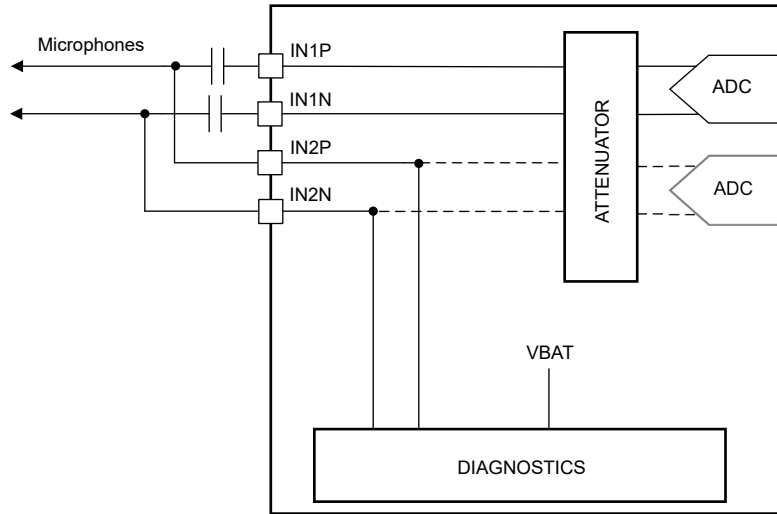 Microphones
IN1P
IN1N
IN2P
IN2N
ATTENUATOR
ADC
ADC
VBAT
DIAGNOSTICS